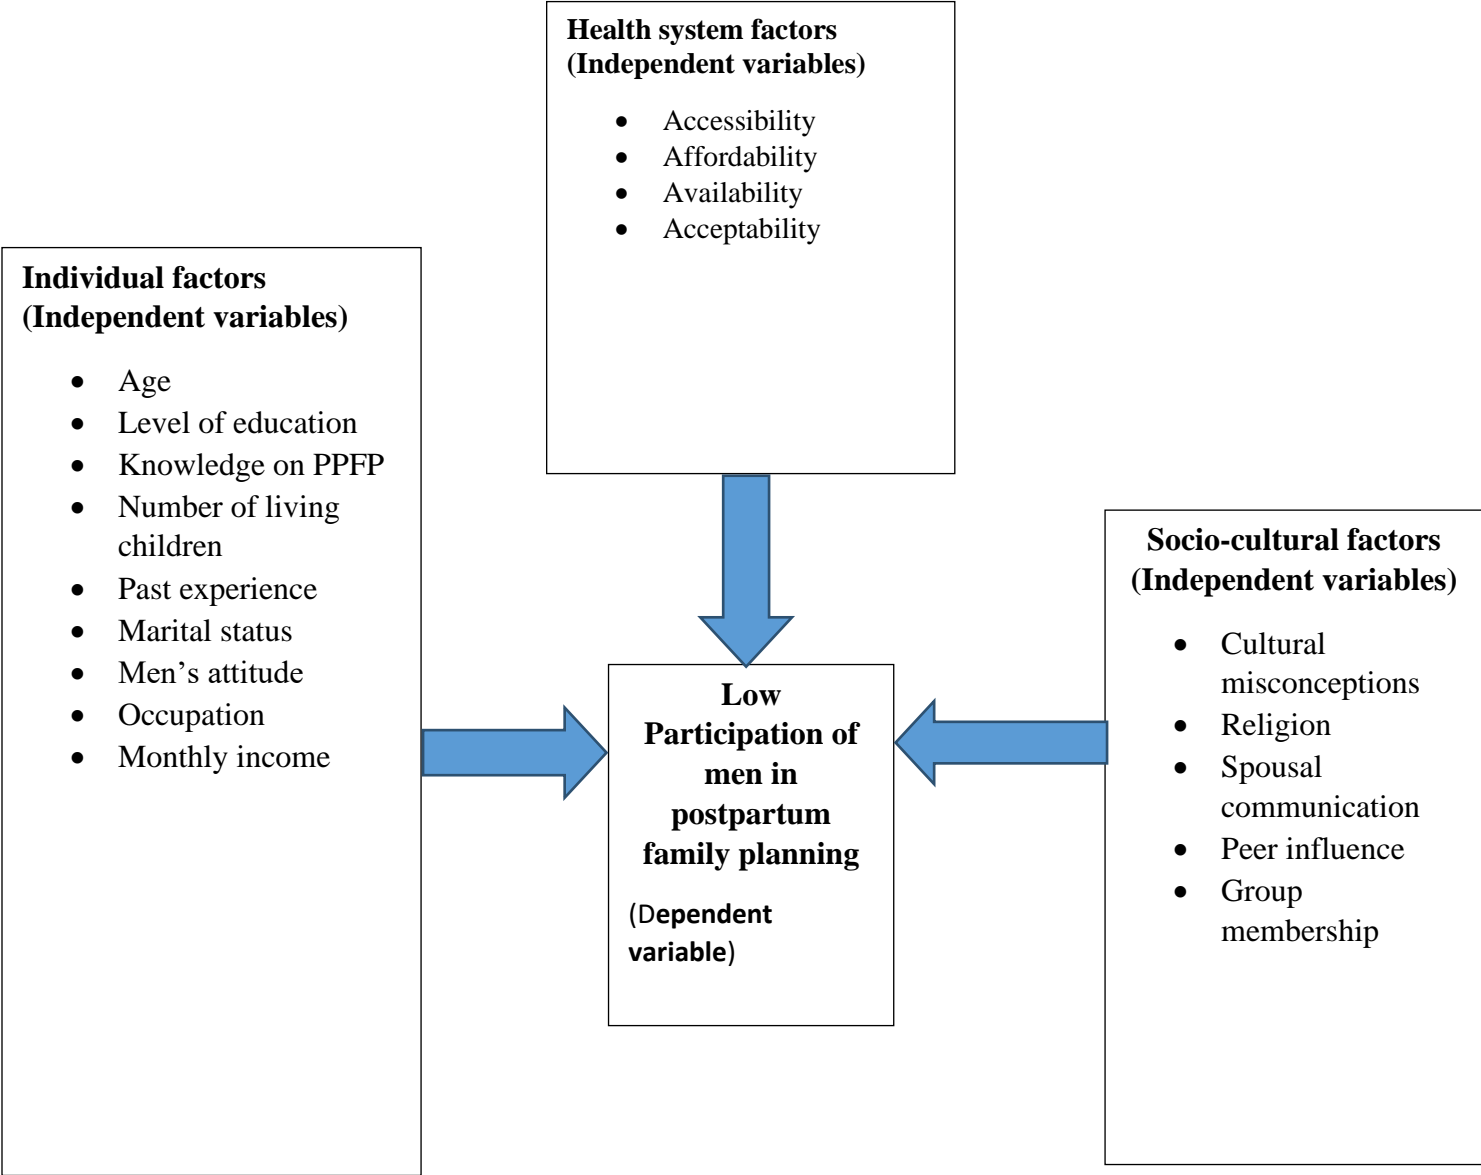 Health system factors
(Independent variables)
• Accessibility
• Affordability
• Availability
• Acceptability
Individual factors
(Independent variables)
• Age
• Level of education
• Knowledge on PPFP
• Number of living
children
• Past experience
• Marital status
• Men’s attitude
• Occupation
• Monthly income
Socio-cultural factors
(Independent variables)
• Cultural
misconceptions
• Religion
• Spousal
communication
• Peer influence
• Group
membership
Low
Participation of
men in
postpartum
family planning
(Dependent
variable)